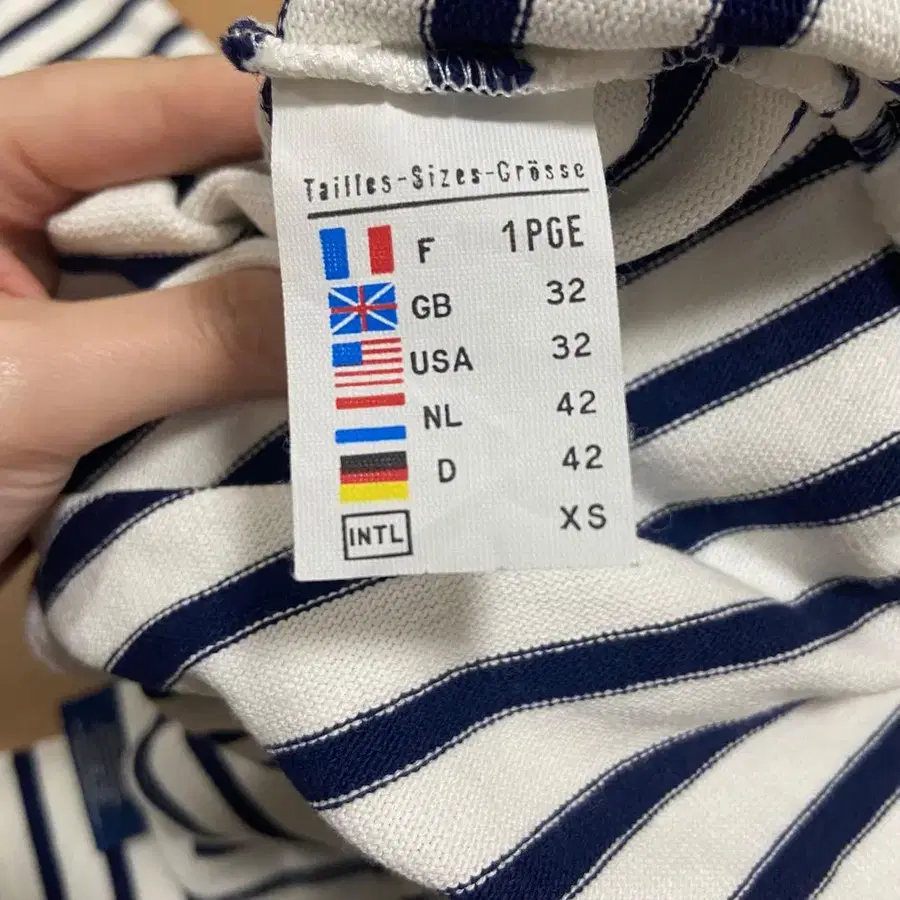 Tailles-Sizes-Grösse
F 1PGE
GB 32
USA 32
NL 42
D 42
INTL XS